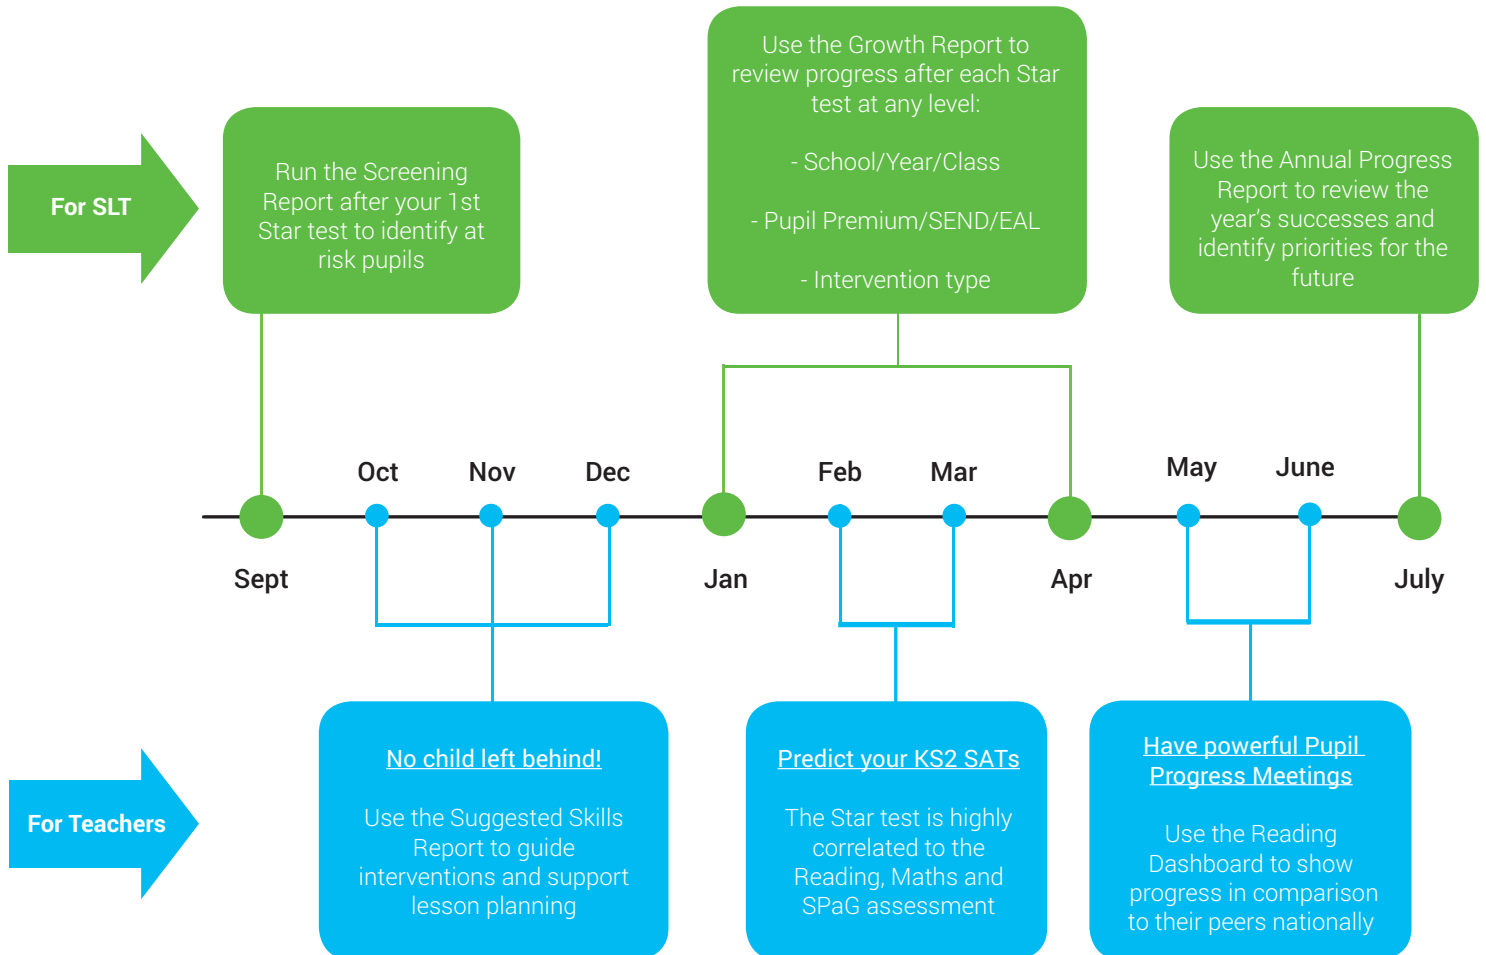 For SLT
Run the Screening
Report after your 1st
Star test to identify at
risk pupils
Use the Growth Report to
review progress after each Star
test at any level:
- School/Year/Class
- Pupil Premium/SEND/EAL
- Intervention type
Use the Annual Progress
Report to review the
year's successes and
identify priorities for the
future
Oct
Nov
Dec
Feb
Mar
May
June
Sept
Jan
Apr
July
For Teachers
No child left behind!
Use the Suggested Skills
Report to guide
interventions and support
lesson planning
Predict your KS2 SATs
The Star test is highly
correlated to the
Reading, Maths and
SPaG assessment
Have powerful Pupil
Progress Meetings
Use the Reading
Dashboard to show
progress in comparison
to their peers nationally